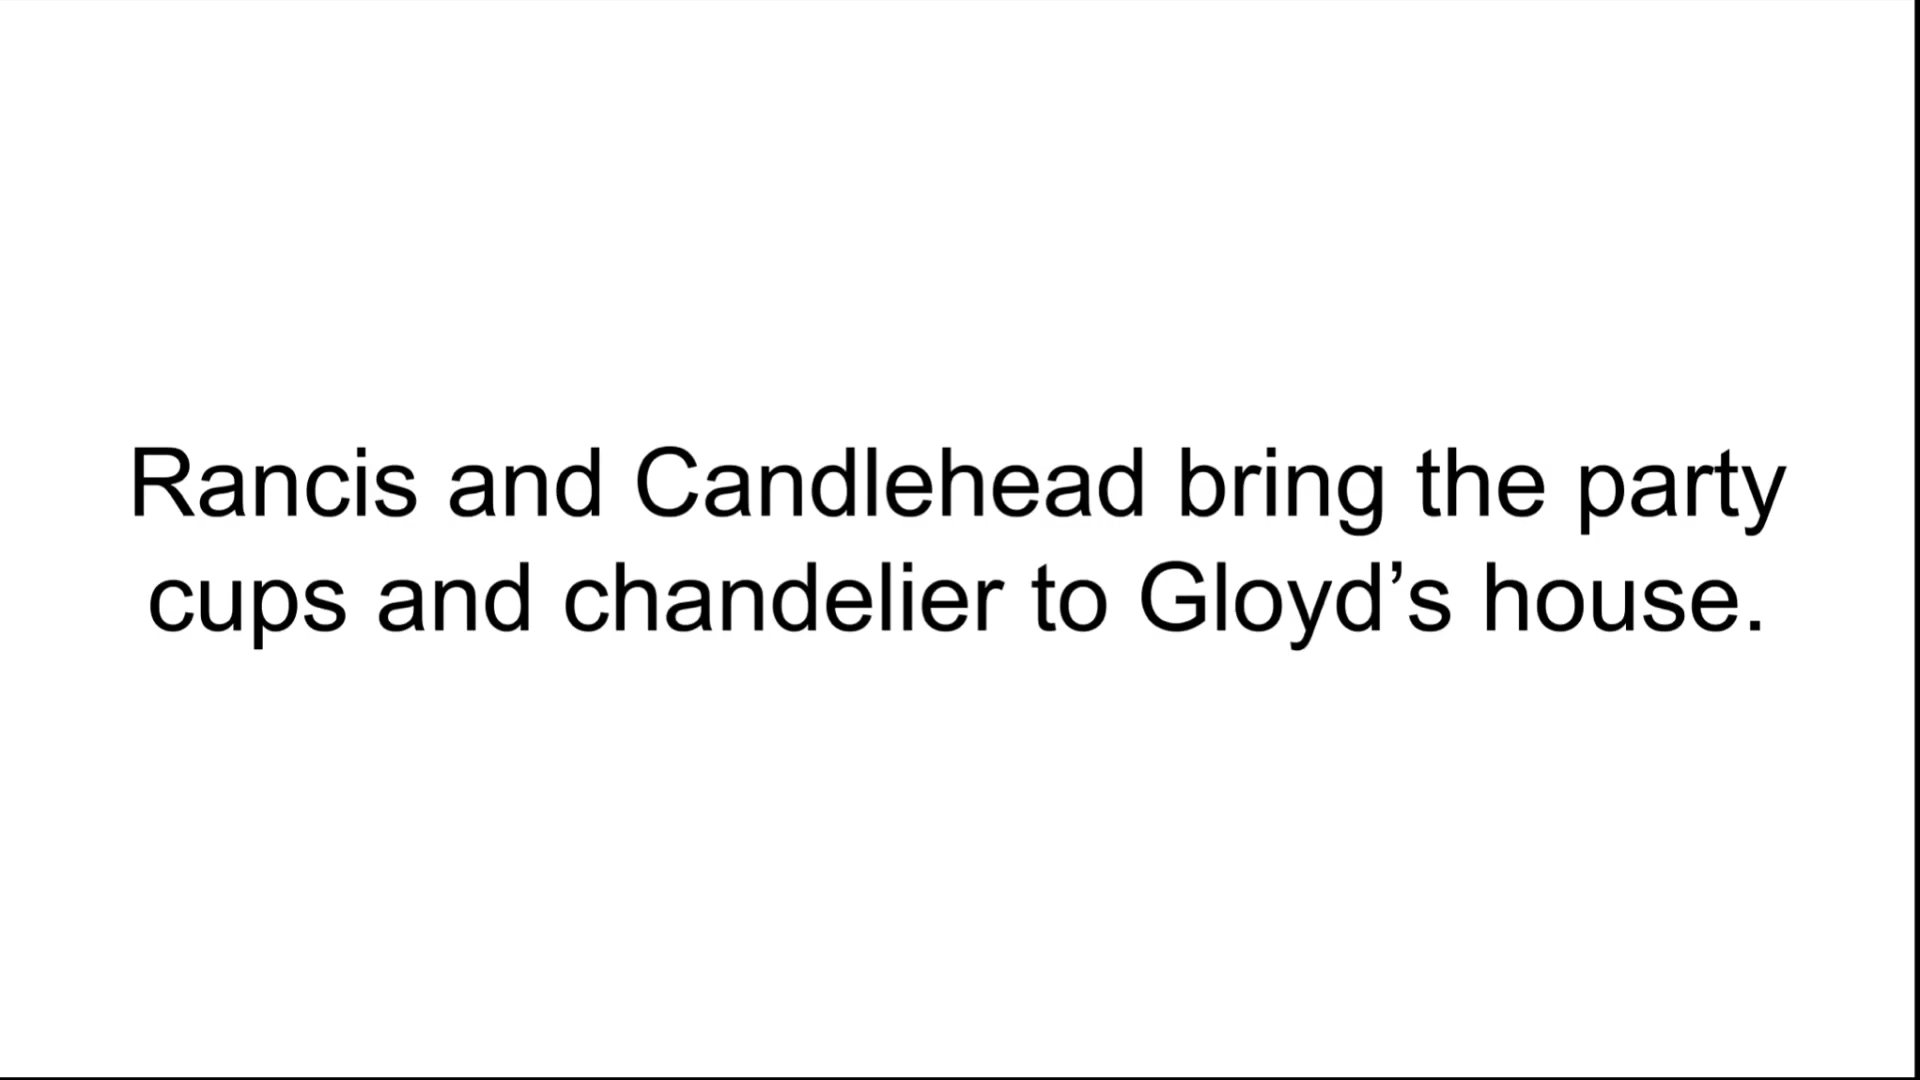 Rancis and Candlehead bring the party
cups and chandelier to Gloyd’s house.